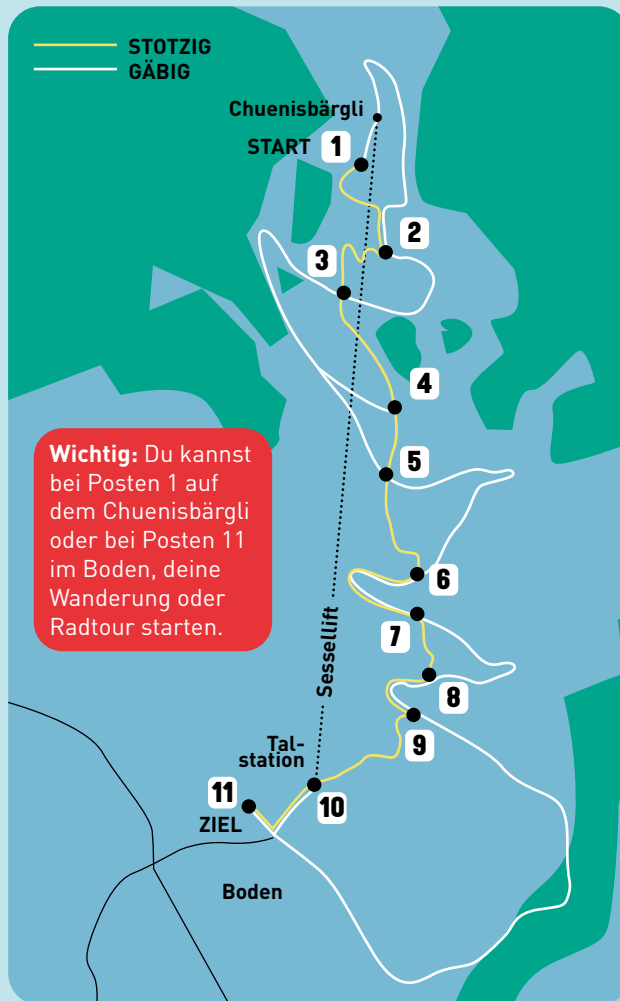 STOTZIG
GÄBIG
Chuenisbärgli
START 1
2
3
4
5
Wichtig: Du kannst
bei Posten 1 auf
dem Chuenisbärgli
oder bei Posten 11
im Boden, deine
Wanderung oder
Radtour starten.
6
7
Sessellift
8
9
Tal-
station
10
11
ZIEL
Boden